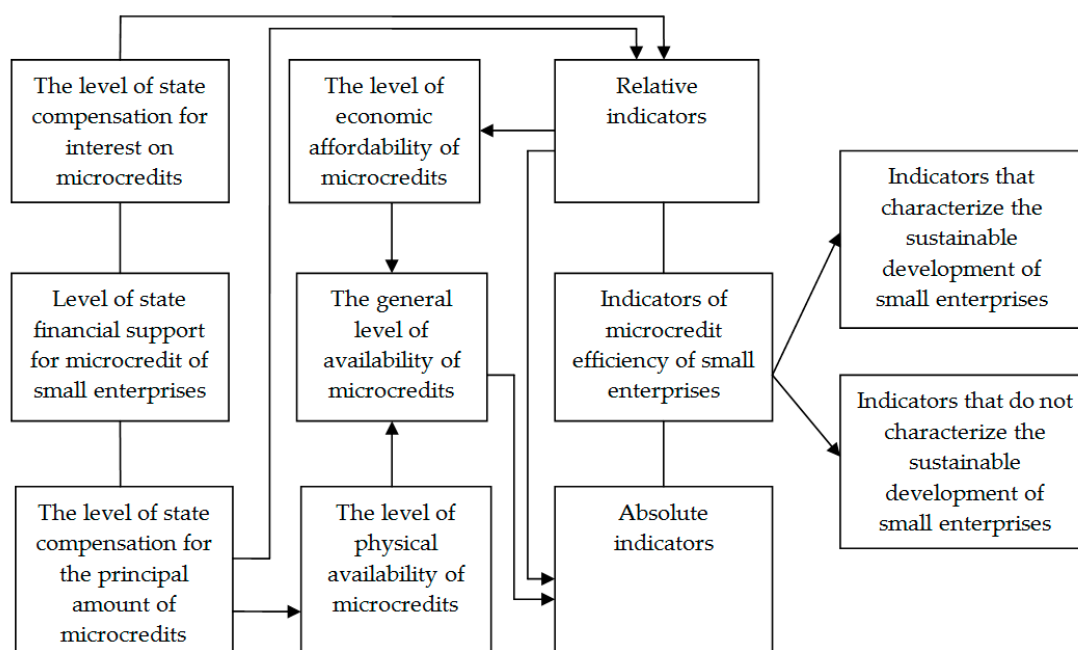 The level of state
compensation for
interest on
microcredits
The level of
economic
affordability of
microcredits
Relative
indicators
Indicators that
characterize the
sustainable
development of
small enterprises
Level of state
financial support
for microcredit of
small enterprises
The general
level of
availability of
microcredits
Indicators of
microcredit
efficiency of small
enterprises
Indicators that do not
characterize the
sustainable
development of
small enterprises
The level of state
compensation for
the principal
amount of
microcredits
The level of
physical
availability of
microcredits
Absolute
indicators